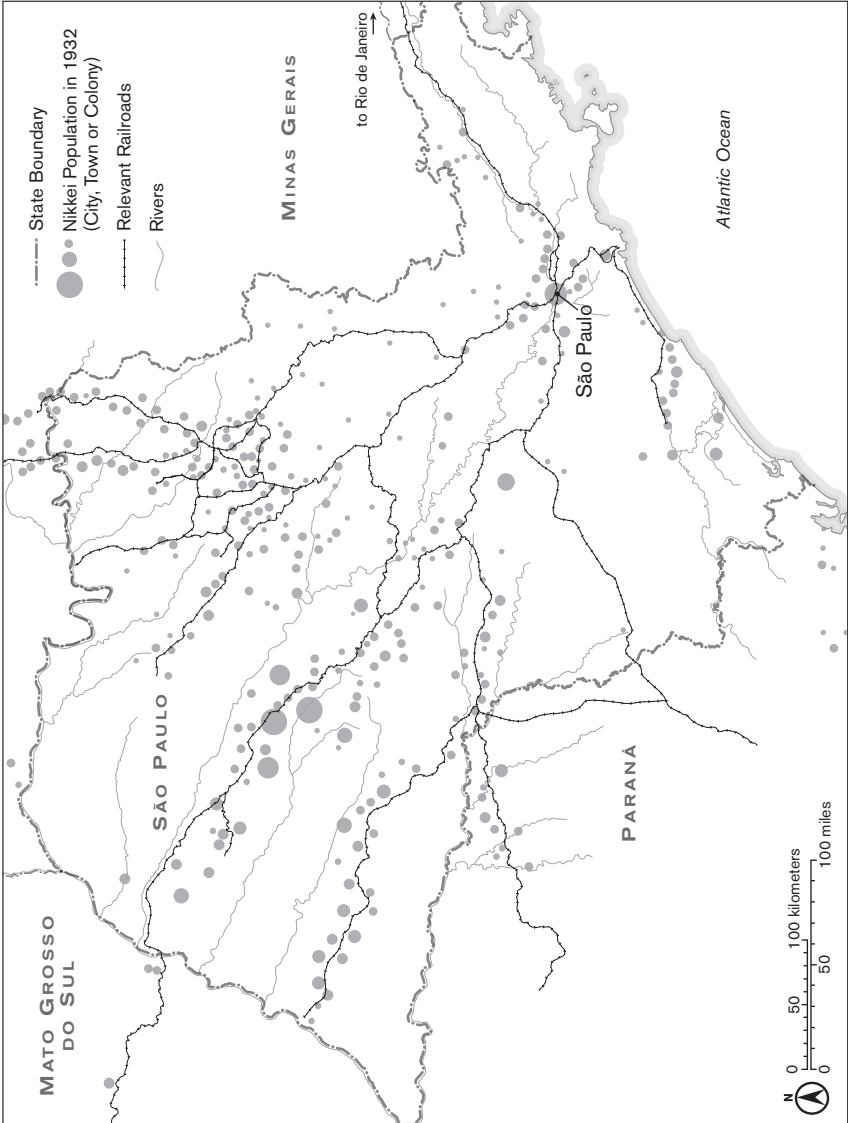 State Boundary
Nikkei Population in 1932
(City, Town or Colony)
Relevant Railroads
Rivers
to Rio de Janeiro
MINAS GERAIS
Atlantic Ocean
São Paulo
SÃO PAULO
MATO GROSSO
DO SUL
PARANÁ
N
0 50 100 kilometers
0 50 100 miles